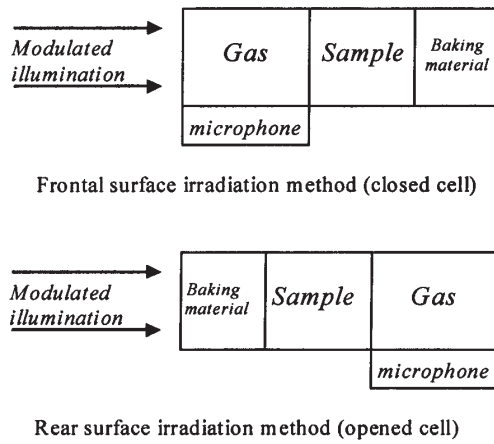 Modulated
illumination
Gas
Sample
Baking
material
microphone
Frontal surface irradiation method (closed cell)
Modulated
illumination
Baking
material
Sample
Gas
microphone
Rear surface irradiation method (opened cell)